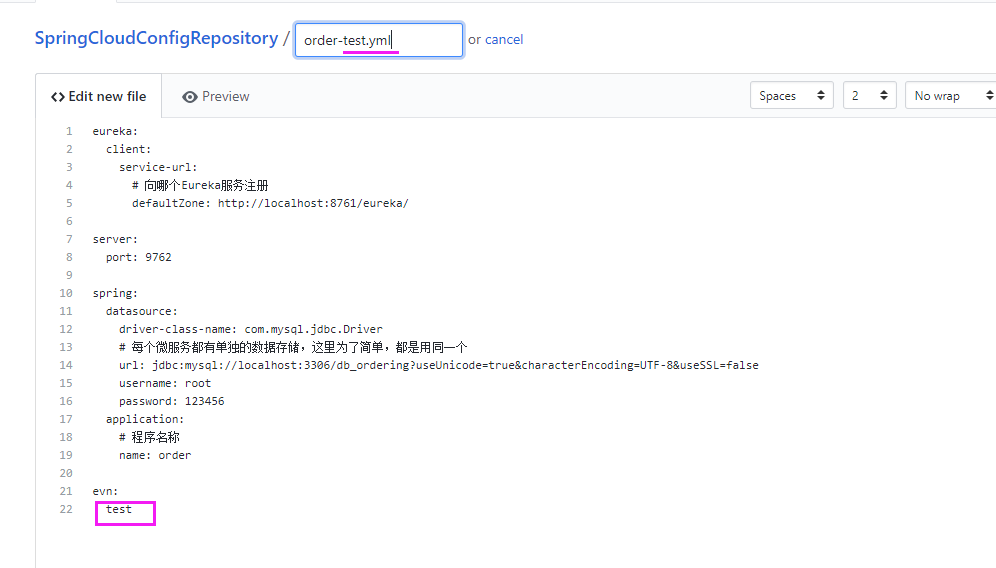 SpringCloudConfigRepository / order-test.yml or cancel
Edit new file Preview Spaces 2 No wrap
1 eureka:
2 client:
3 service-url:
4 # 向哪个Eureka服务注册
5 defaultZone: http://localhost:8761/eureka/
6
7 server:
8 port: 9762
9
10 spring:
11 datasource:
12 driver-class-name: com.mysql.jdbc.Driver
13 # 每个微服务都有单独的数据存储，这里为了简单，都是用同一个
14 url: jdbc:mysql://localhost:3306/db_ordering?useUnicode=true&characterEncoding=UTF-8&useSSL=false
15 username: root
16 password: 123456
17 application:
18 # 程序名称
19 name: order
20
21 evn:
22 test